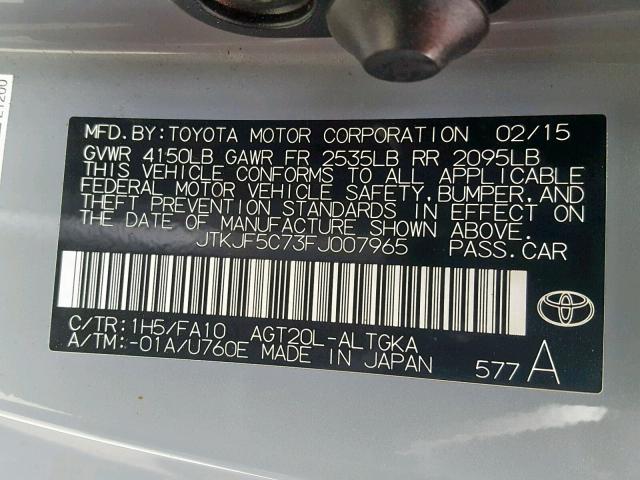 MFD.BY:TOYOTA MOTOR CORPORATION 02/15
GVWR 4150LB GAWR FR 2535LB RR 2095LB
THIS VEHICLE CONFORMS TO ALL APPLICABLE
FEDERAL MOTOR VEHICLE SAFETY,BUMPER,AND
THEFT PREVENTION STANDARDS IN EFFECT ON
THE DATE OF MANUFACTURE SHOWN ABOVE.
JTKJF5C73FJ007965 PASS.CAR
C/TR:1H5/FA10 AGT20L-ALTGKA
A/TM:-01A/U760E MADE IN JAPAN
577 A